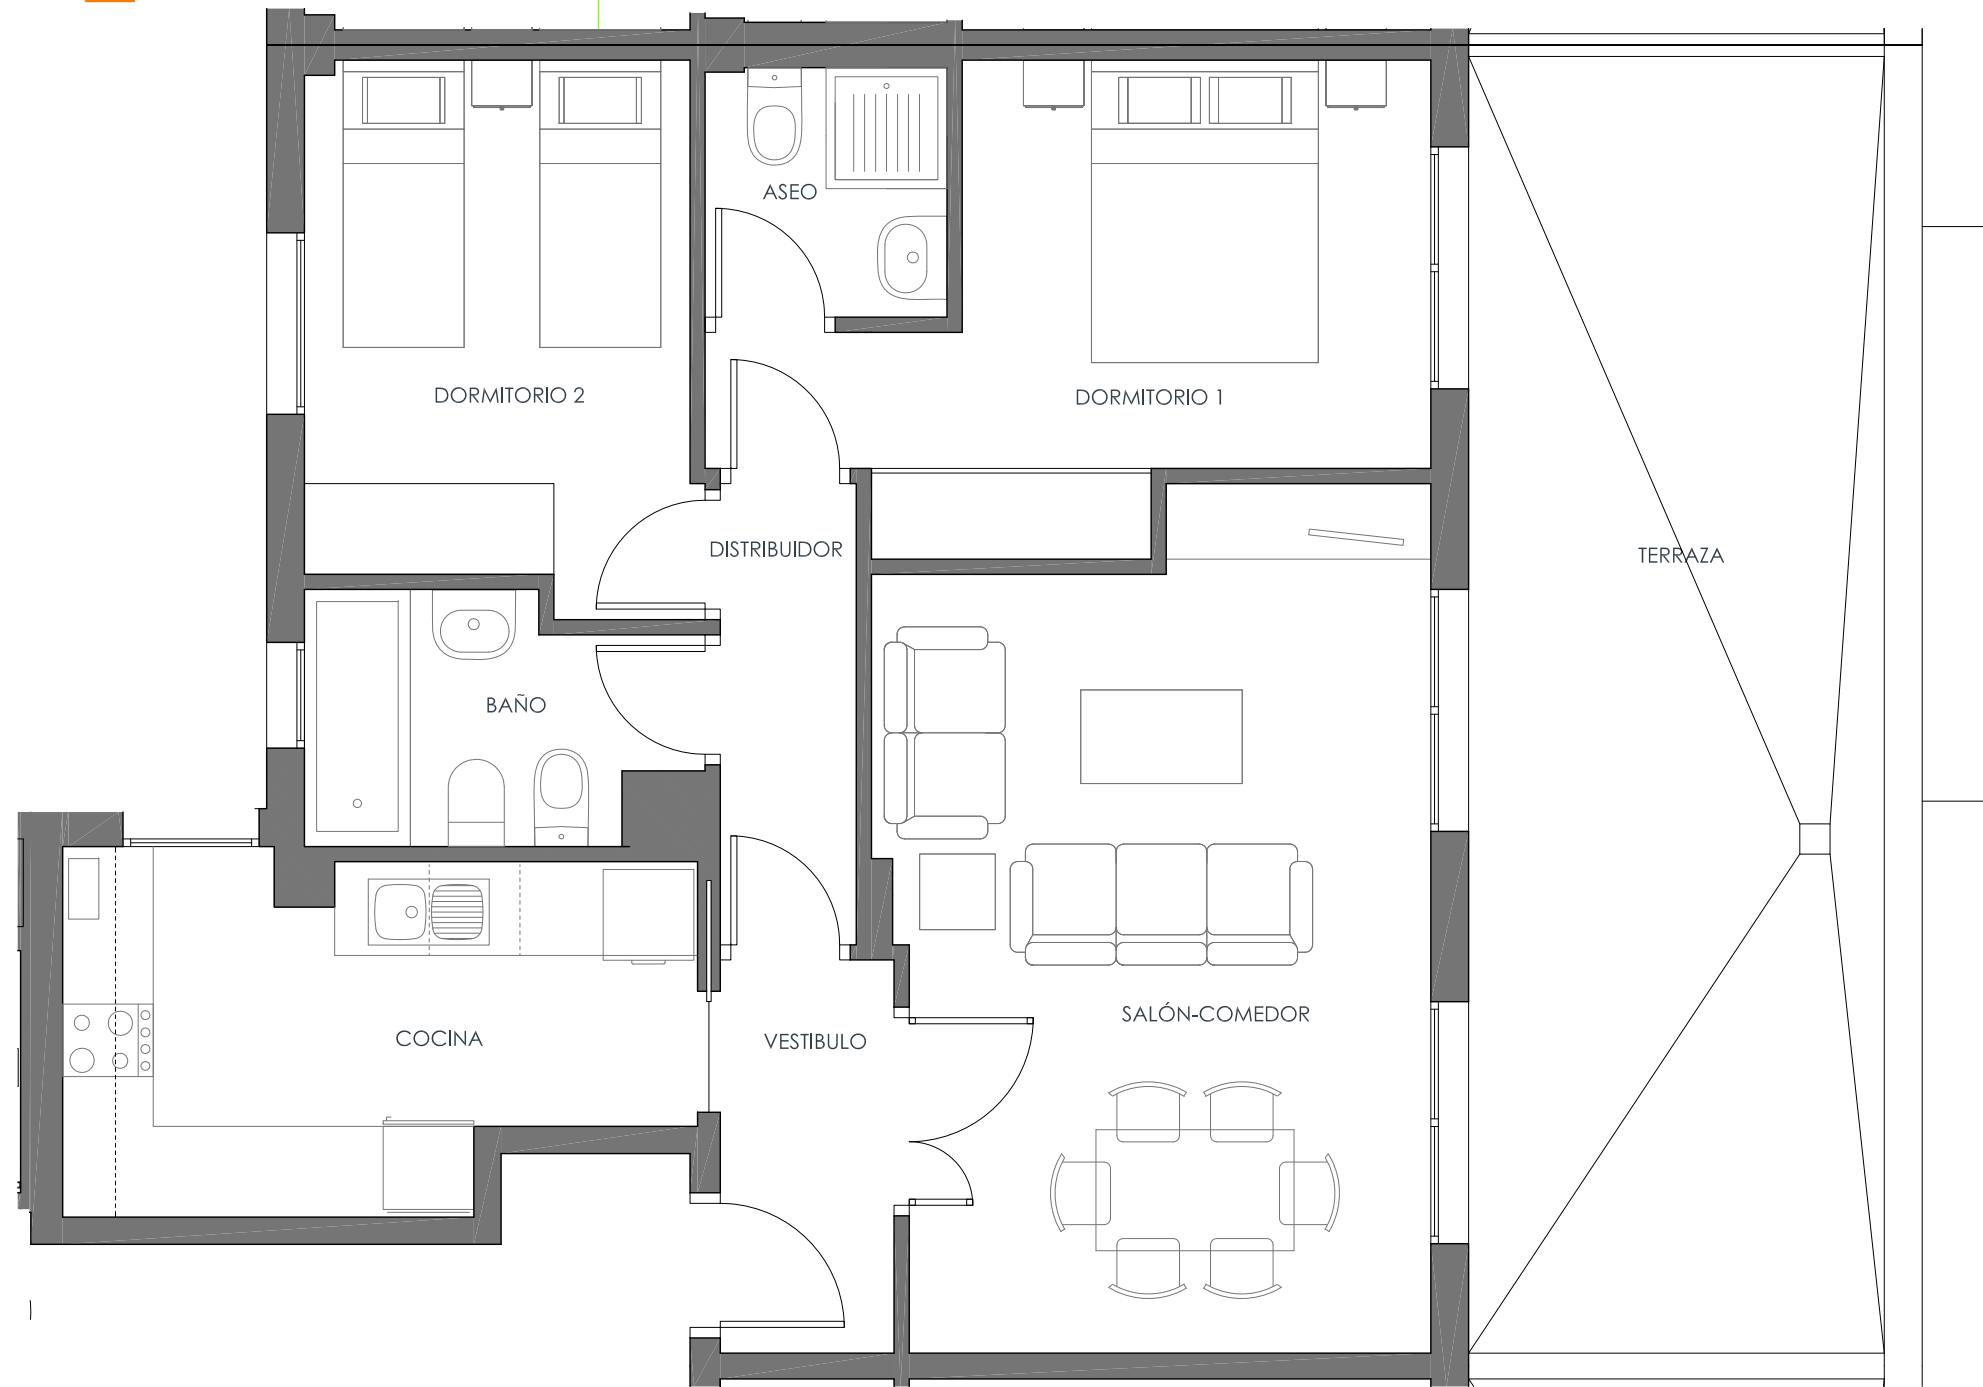 ASEO
DORMITORIO 2
DORMITORIO 1
DISTRIBUIDOR
TERRAZA
BAÑO
SALÓN-COMEDOR
COCINA
VESTIBULO